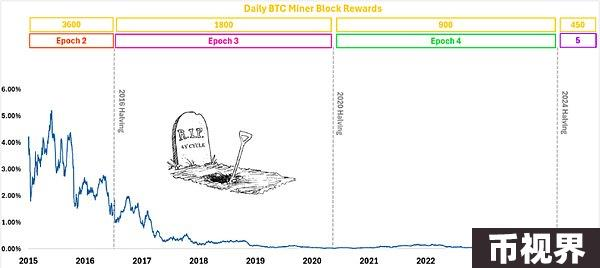 Daily BTC Miner Block Rewards
3600 1800 900 450
Epoch 2 Epoch 3 Epoch 4 5
6.00%
5.00%
4.00%
3.00%
2.00%
1.00%
0.00%
2016 Halving
2020 Halving
2024 Halving
R.I.P.
4Y CYCLE
2015 2016 2017 2018 2019 2020 2021 2022
币视界